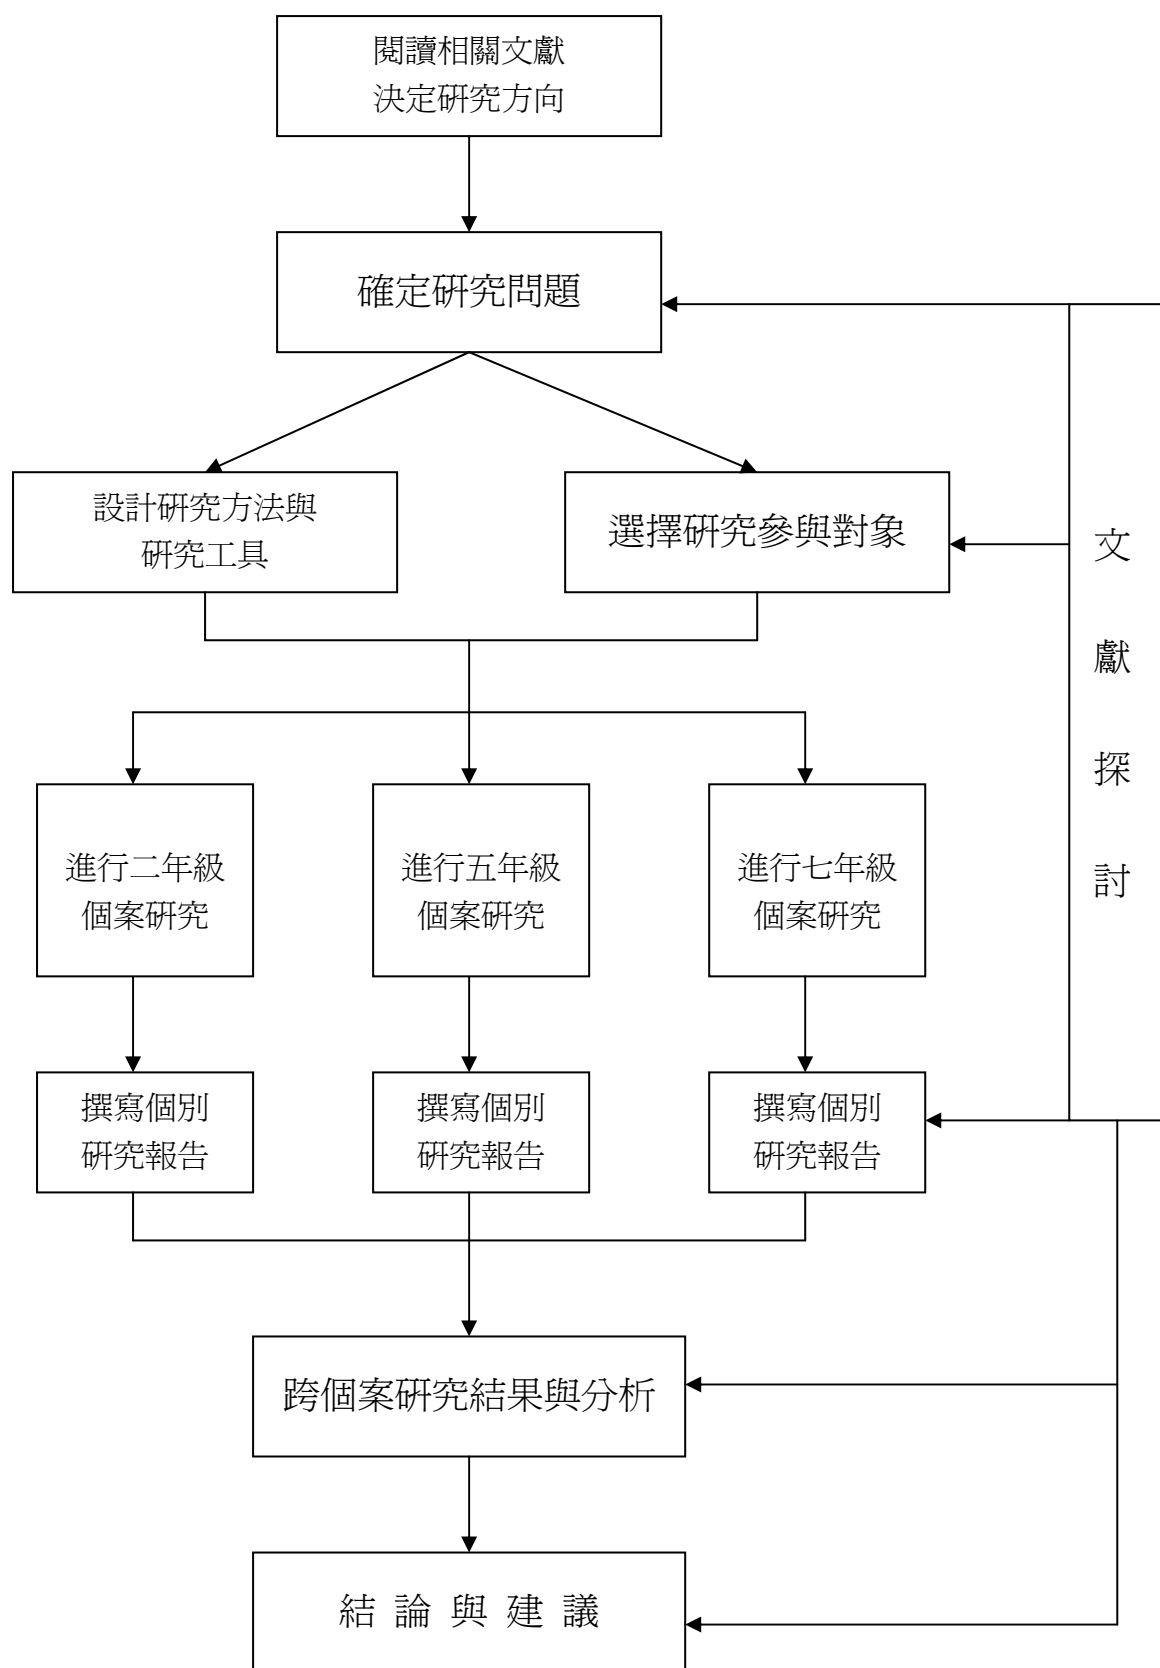 閱讀相關文獻
決定研究方向
確定研究問題
設計研究方法與
研究工具
選擇研究參與對象
文
獻
探
討
進行二年級
個案研究
進行五年級
個案研究
進行七年級
個案研究
撰寫個別
研究報告
撰寫個別
研究報告
撰寫個別
研究報告
跨個案研究結果與分析
結 論 與 建 議